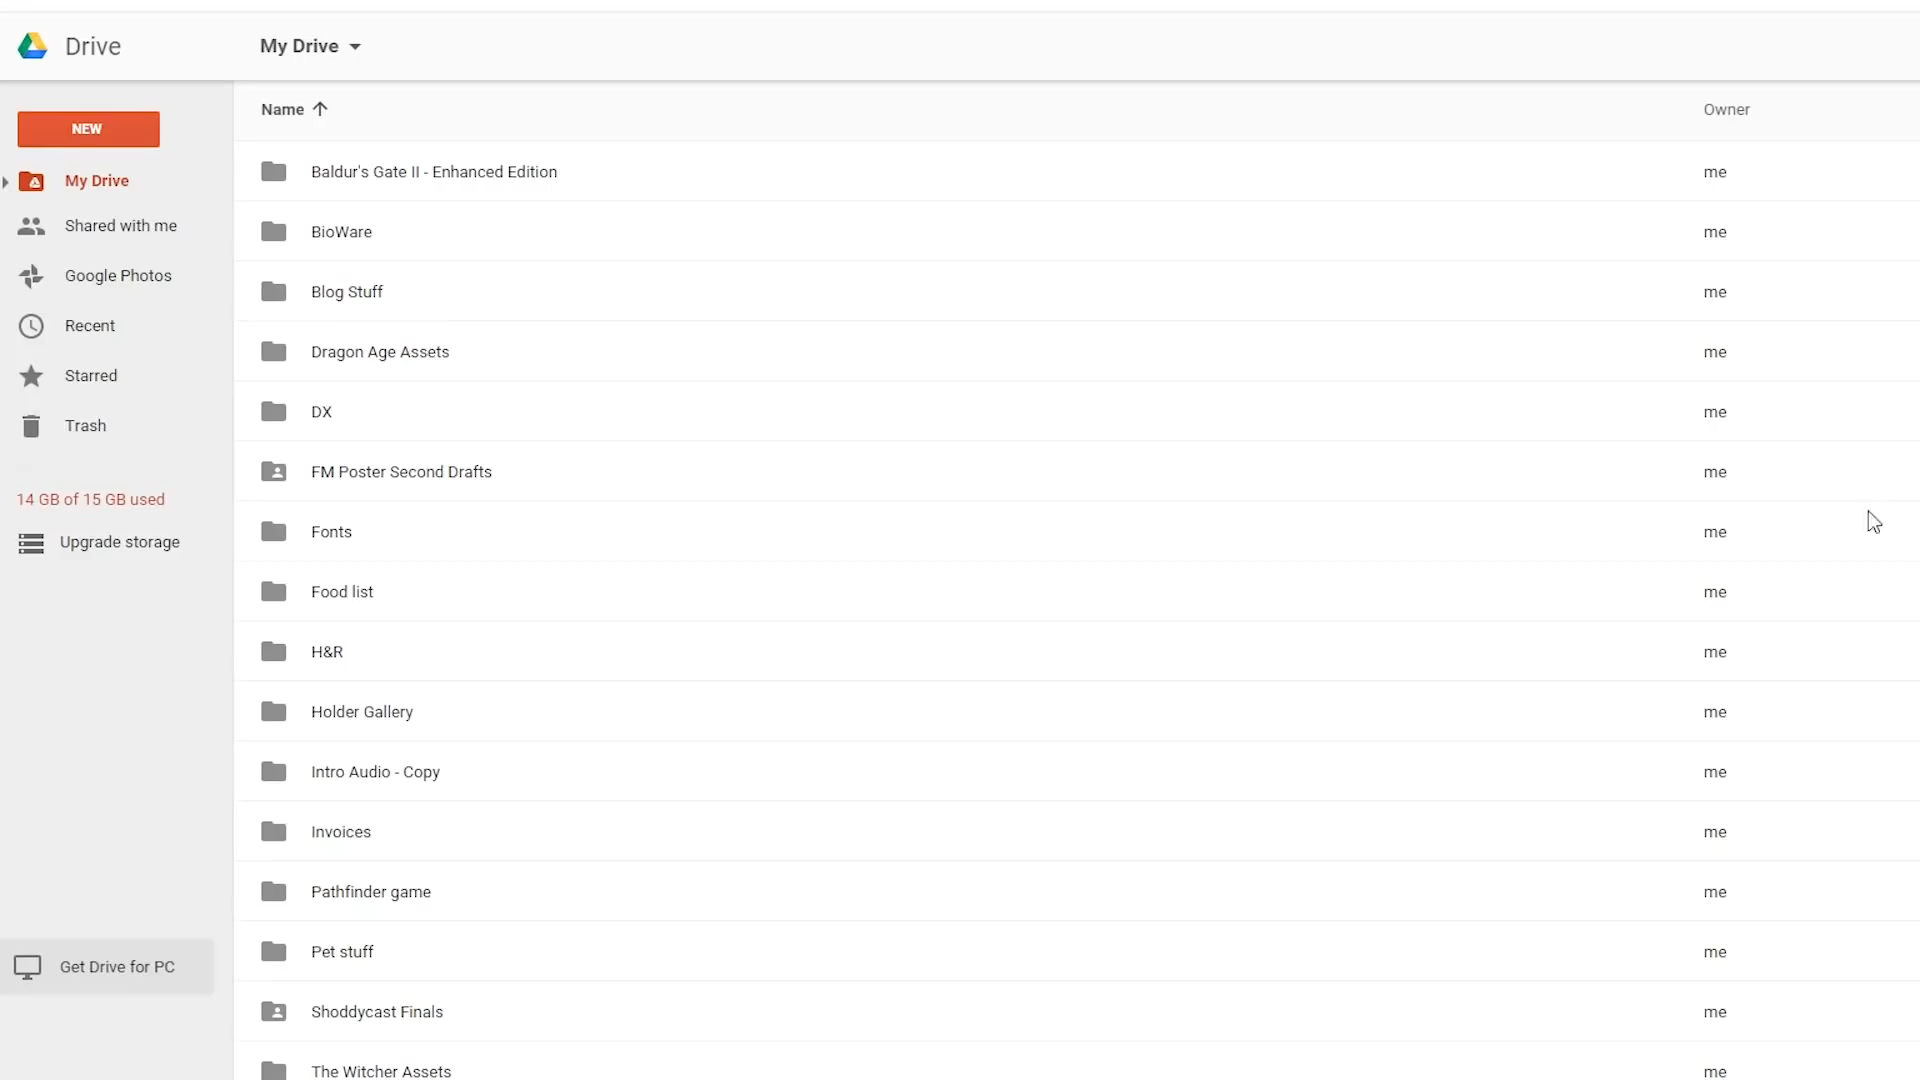 Drive
My Drive
NEW
My Drive
Shared with me
Google Photos
Recent
Starred
Trash
14 GB of 15 GB used
Upgrade storage
Get Drive for PC
Name Owner
Baldur's Gate II - Enhanced Edition me
BioWare me
Blog Stuff me
Dragon Age Assets me
DX me
FM Poster Second Drafts me
Fonts me
Food list me
H&R me
Holder Gallery me
Intro Audio - Copy me
Invoices me
Pathfinder game me
Pet stuff me
Shoddycast Finals me
The Witcher Assets me